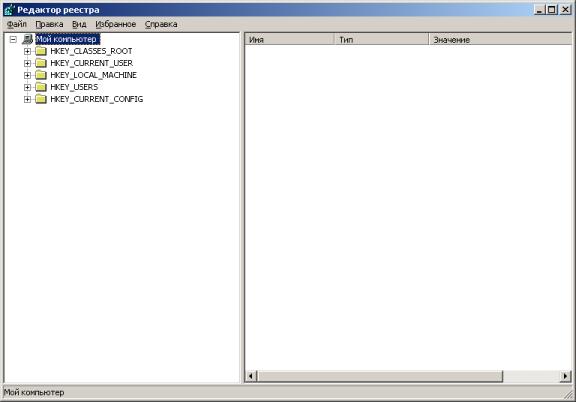 Редактор реестра
Файл Правка Вид Избранное Справка
Мой компьютер
HKEY_CLASSES_ROOT
HKEY_CURRENT_USER
HKEY_LOCAL_MACHINE
HKEY_USERS
HKEY_CURRENT_CONFIG
Имя Тип Значение
Мой компьютер